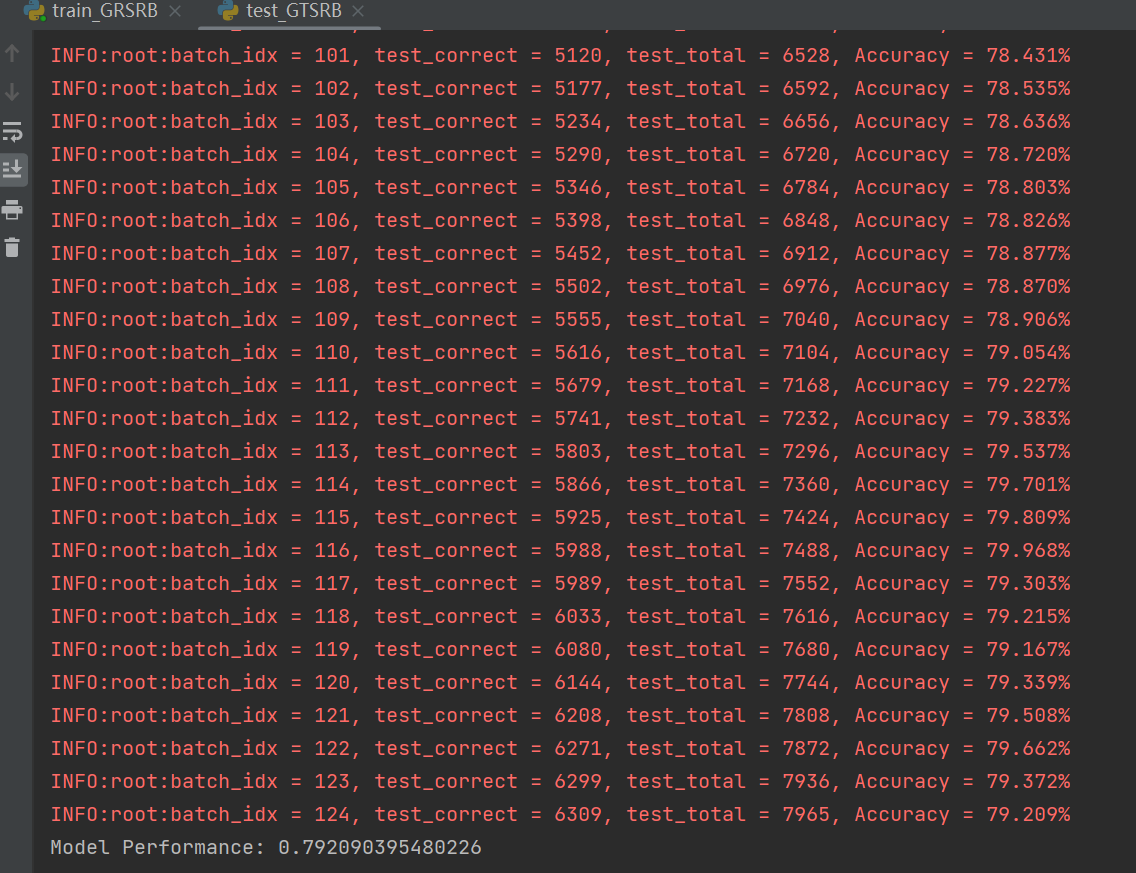 train_GRSRB
test_GTSRB
INFO:root:batch_idx = 101, test_correct = 5120, test_total = 6528, Accuracy = 78.431%
INFO:root:batch_idx = 102, test_correct = 5177, test_total = 6592, Accuracy = 78.535%
INFO:root:batch_idx = 103, test_correct = 5234, test_total = 6656, Accuracy = 78.636%
INFO:root:batch_idx = 104, test_correct = 5290, test_total = 6720, Accuracy = 78.720%
INFO:root:batch_idx = 105, test_correct = 5346, test_total = 6784, Accuracy = 78.803%
INFO:root:batch_idx = 106, test_correct = 5398, test_total = 6848, Accuracy = 78.826%
INFO:root:batch_idx = 107, test_correct = 5452, test_total = 6912, Accuracy = 78.877%
INFO:root:batch_idx = 108, test_correct = 5502, test_total = 6976, Accuracy = 78.870%
INFO:root:batch_idx = 109, test_correct = 5555, test_total = 7040, Accuracy = 78.906%
INFO:root:batch_idx = 110, test_correct = 5616, test_total = 7104, Accuracy = 79.054%
INFO:root:batch_idx = 111, test_correct = 5679, test_total = 7168, Accuracy = 79.227%
INFO:root:batch_idx = 112, test_correct = 5741, test_total = 7232, Accuracy = 79.383%
INFO:root:batch_idx = 113, test_correct = 5803, test_total = 7296, Accuracy = 79.537%
INFO:root:batch_idx = 114, test_correct = 5866, test_total = 7360, Accuracy = 79.701%
INFO:root:batch_idx = 115, test_correct = 5925, test_total = 7424, Accuracy = 79.809%
INFO:root:batch_idx = 116, test_correct = 5988, test_total = 7488, Accuracy = 79.968%
INFO:root:batch_idx = 117, test_correct = 5989, test_total = 7552, Accuracy = 79.303%
INFO:root:batch_idx = 118, test_correct = 6033, test_total = 7616, Accuracy = 79.215%
INFO:root:batch_idx = 119, test_correct = 6080, test_total = 7680, Accuracy = 79.167%
INFO:root:batch_idx = 120, test_correct = 6144, test_total = 7744, Accuracy = 79.339%
INFO:root:batch_idx = 121, test_correct = 6208, test_total = 7808, Accuracy = 79.508%
INFO:root:batch_idx = 122, test_correct = 6271, test_total = 7872, Accuracy = 79.662%
INFO:root:batch_idx = 123, test_correct = 6299, test_total = 7936, Accuracy = 79.372%
INFO:root:batch_idx = 124, test_correct = 6309, test_total = 7965, Accuracy = 79.209%
Model Performance: 0.792090395480226